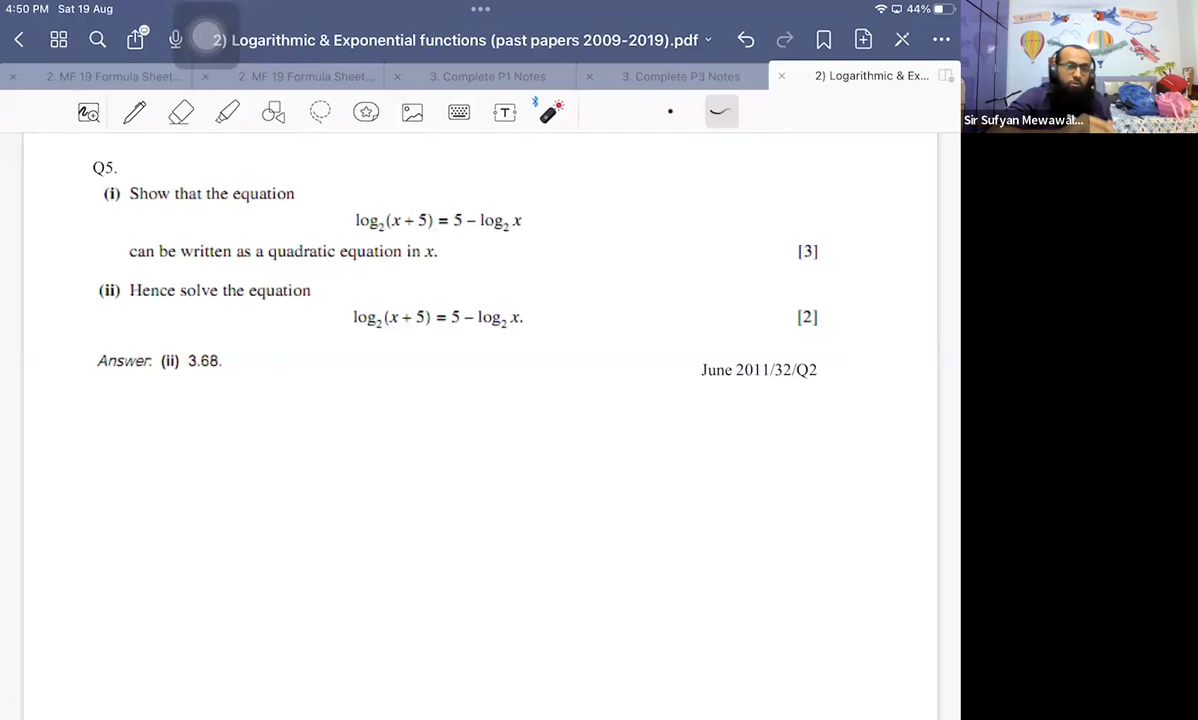 4:50 PM Sat 19 Aug
44%
2) Logarithmic & Exponential functions (past papers 2009-2019).pdf
2. MF 19 Formula Sheet...
2. MF 19 Formula Sheet...
3. Complete P1 Notes
3. Complete P3 Notes
2) Logarithmic & Ex...
Sir Sufyan Mewawal...
Q5.
(i) Show that the equation
log₂(x + 5) = 5 − log₂ x
can be written as a quadratic equation in x. [3]
(ii) Hence solve the equation
log₂(x + 5) = 5 − log₂ x. [2]
Answer: (ii) 3.68.
June 2011/32/Q2